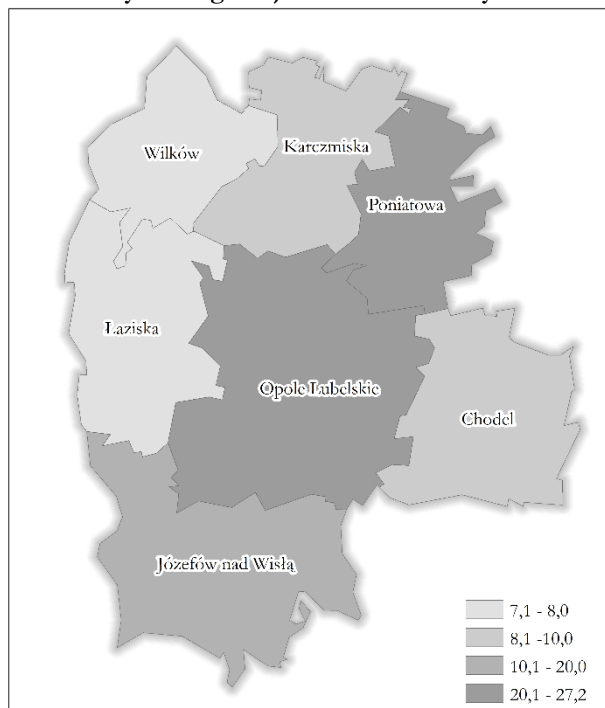 Wilków
Karczmiska
Poniatowa
Łaziska
Opole Lubelskie
Chodel
Józefów nad Wisłą
7,1 - 8,0
8,1 -10,0
10,1 - 20,0
20,1 - 27,2